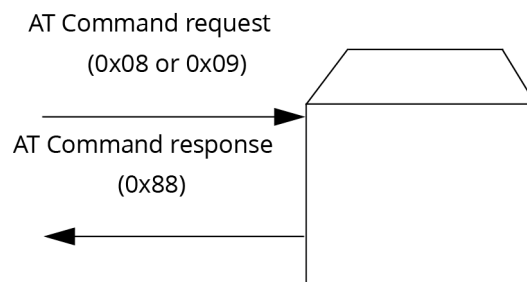 AT Command request
(0x08 or 0x09)
AT Command response
(0x88)